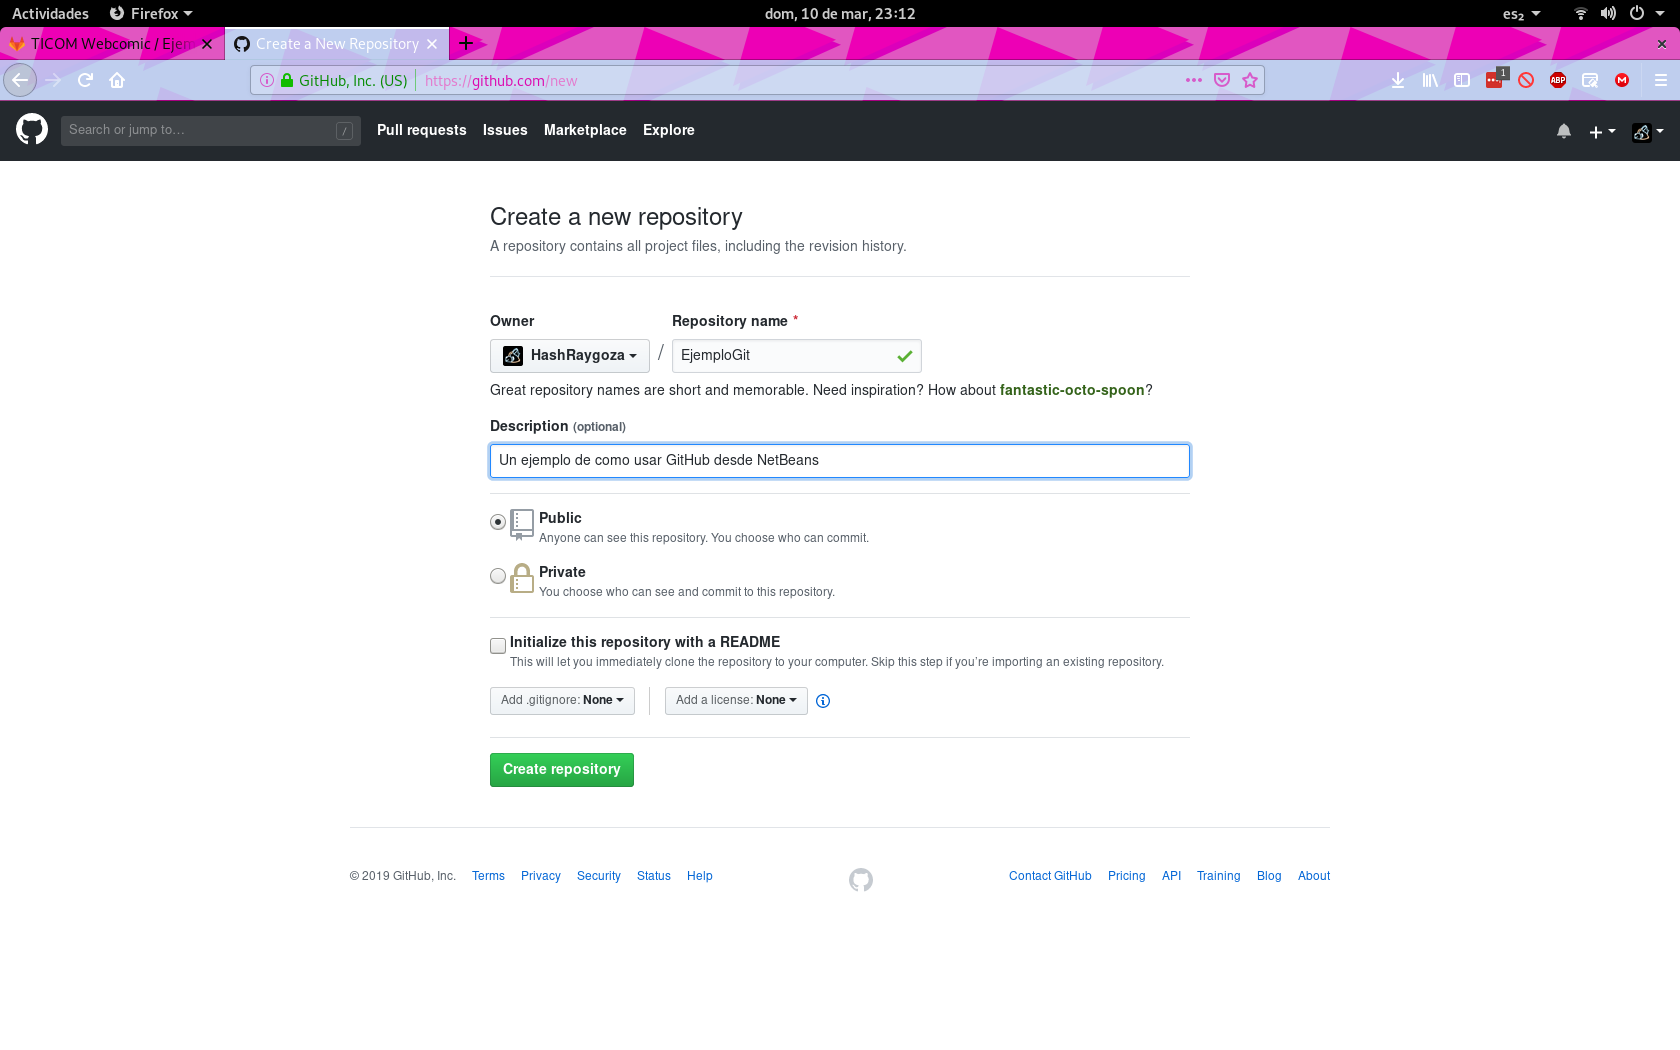 Actividades Firefox dom, 10 de mar, 23:12 es₂
TICOM Webcomic / Ejem Create a New Repository
GitHub, Inc. (US) https://github.com/new 1 ABP M
Search or jump to… / Pull requests Issues Marketplace Explore
Create a new repository
A repository contains all project files, including the revision history.
Owner Repository name *
HashRaygoza / EjemploGit
Great repository names are short and memorable. Need inspiration? How about fantastic-octo-spoon?
Description (optional)
Un ejemplo de como usar GitHub desde NetBeans
Public
Anyone can see this repository. You choose who can commit.
Private
You choose who can see and commit to this repository.
Initialize this repository with a README
This will let you immediately clone the repository to your computer. Skip this step if you’re importing an existing repository.
Add .gitignore: None Add a license: None
Create repository
© 2019 GitHub, Inc. Terms Privacy Security Status Help Contact GitHub Pricing API Training Blog About